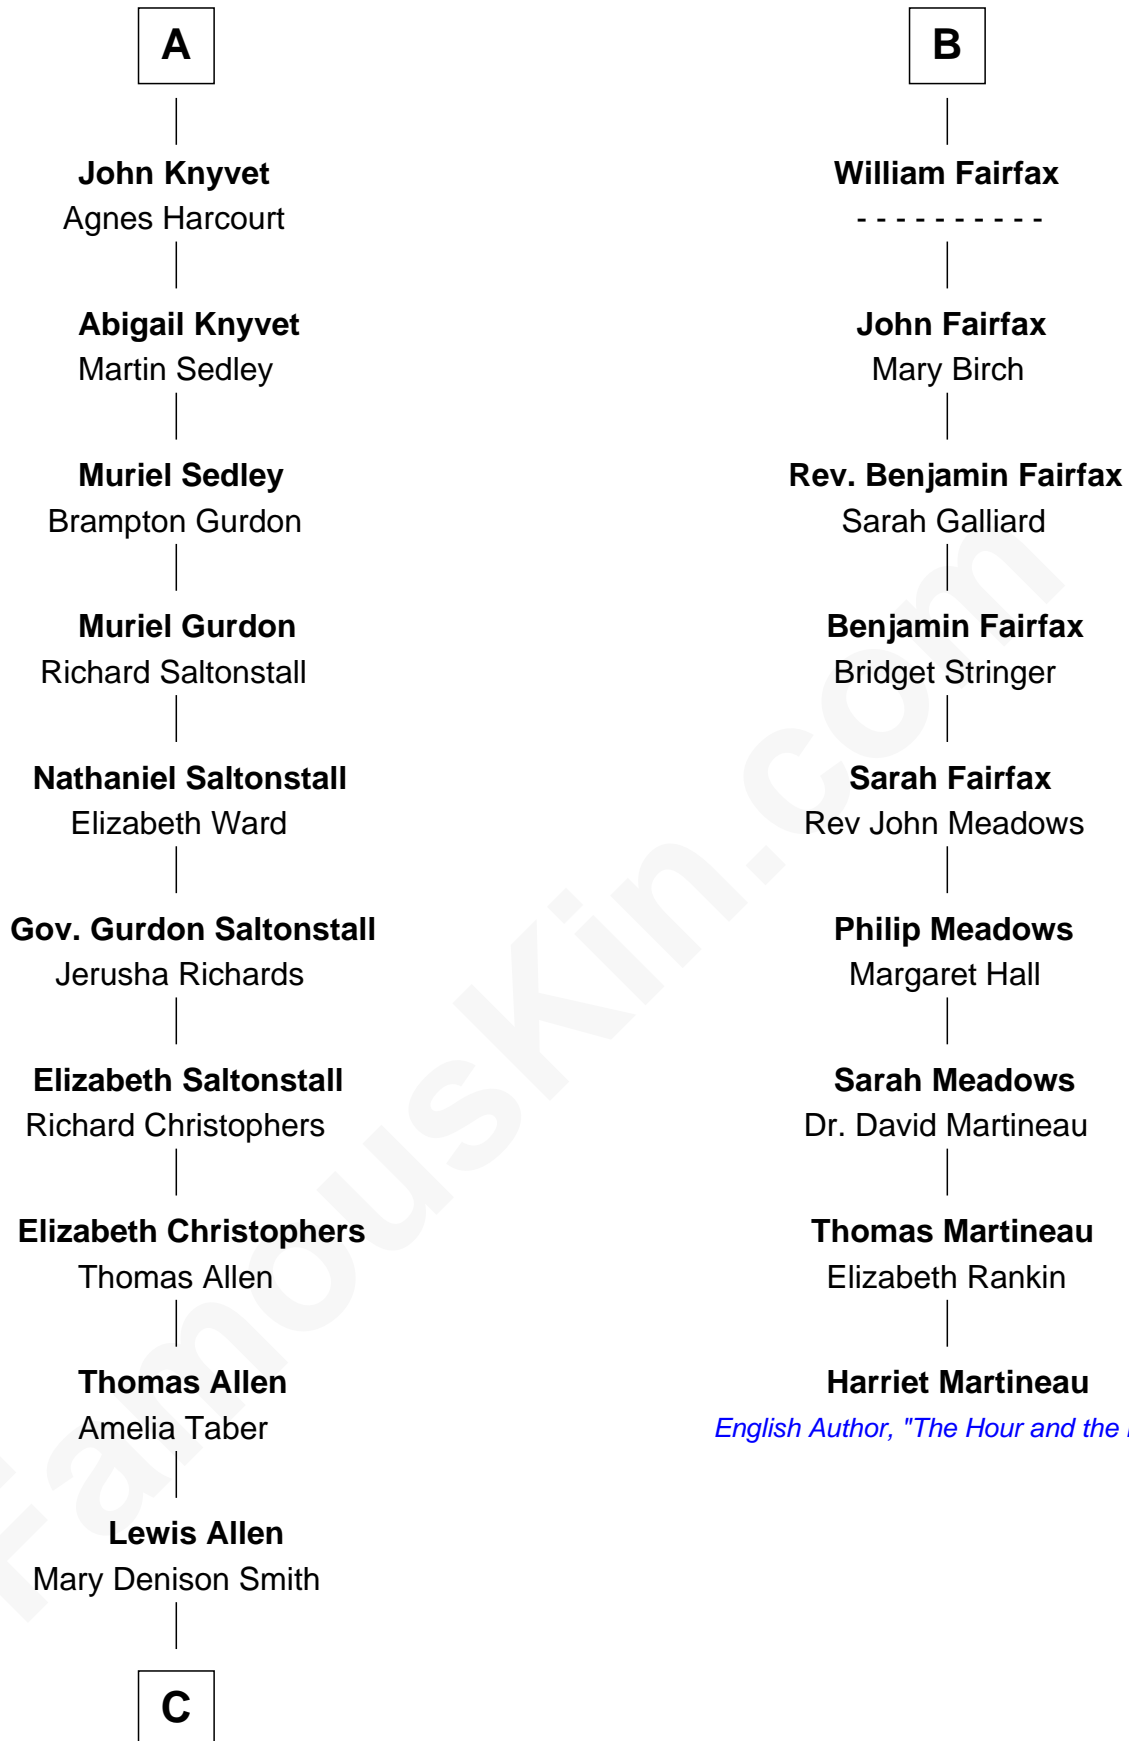 A
John Knyvet
Agnes Harcourt
Abigail Knyvet
Martin Sedley
Muriel Sedley
Brampton Gurdon
Muriel Gurdon
Richard Saltonstall
Nathaniel Saltonstall
Elizabeth Ward
Gov. Gurdon Saltonstall
Jerusha Richards
Elizabeth Saltonstall
Richard Christophers
Elizabeth Christophers
Thomas Allen
Thomas Allen
Amelia Taber
Lewis Allen
Mary Denison Smith
C
B
William Fairfax
- - - - - - - - - -
John Fairfax
Mary Birch
Rev. Benjamin Fairfax
Sarah Galliard
Benjamin Fairfax
Bridget Stringer
Sarah Fairfax
Rev John Meadows
Philip Meadows
Margaret Hall
Sarah Meadows
Dr. David Martineau
Thomas Martineau
Elizabeth Rankin
Harriet Martineau
English Author, "The Hour and the
FamousKin.com